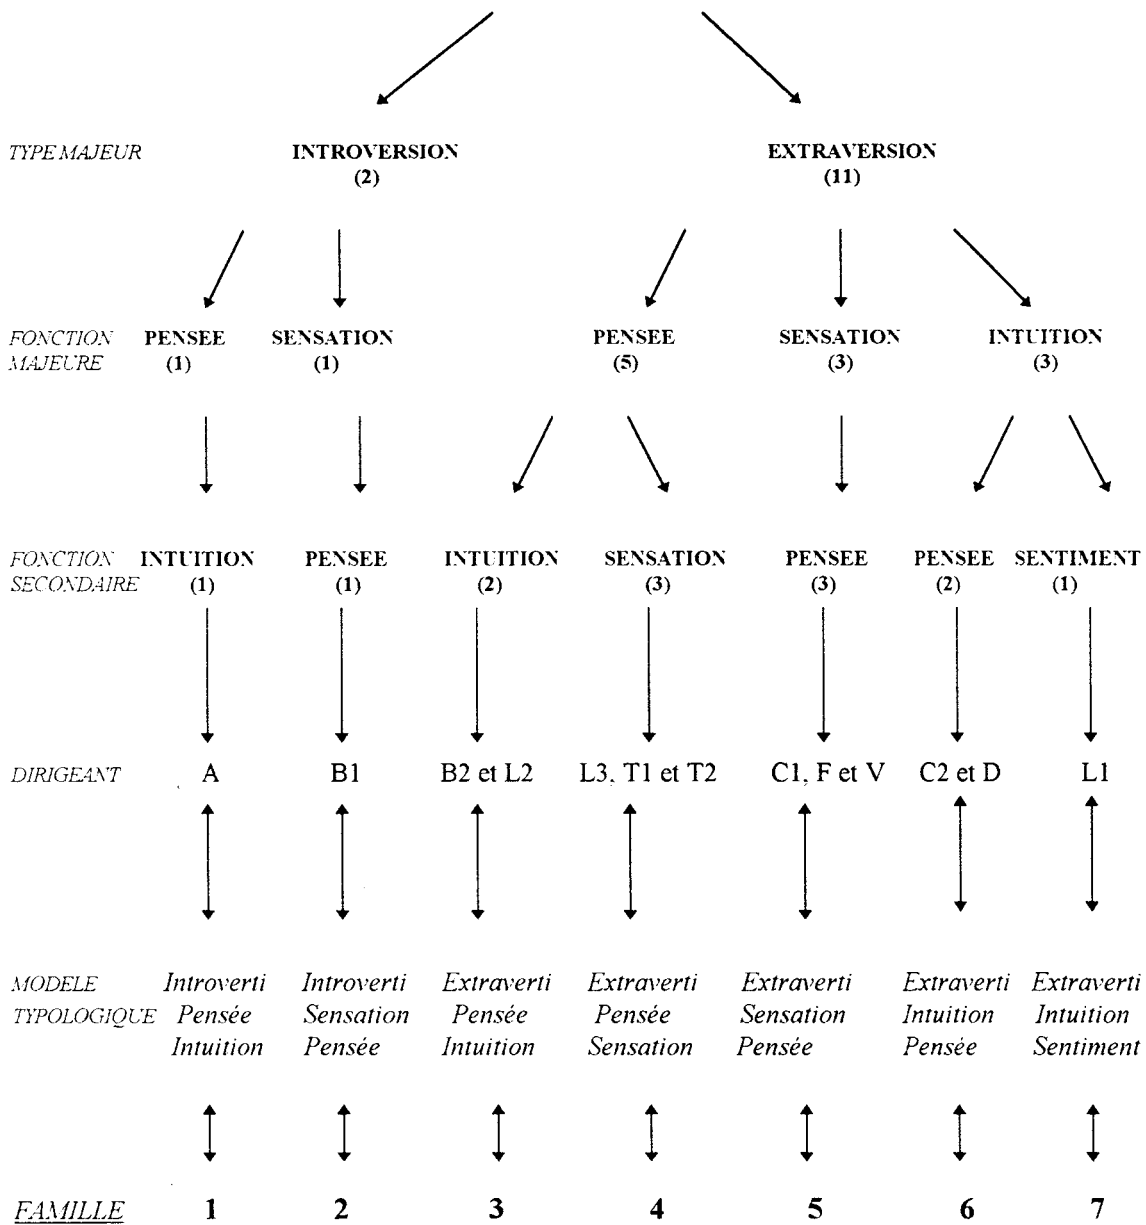 TYPE MAJEUR INTROVERSION EXTRAVERSION
(2) (11)
FONCTION PENSEE SENSATION PENSEE SENSATION INTUITION
MAJEURE (1) (1) (5) (3) (3)
FONCTION INTUITION PENSEE INTUITION SENSATION PENSEE PENSEE SENTIMENT
SECONDAIRE (1) (1) (2) (3) (3) (2) (1)
DIRIGEANT A B1 B2 et L2 L3, T1 et T2 C1, F et V C2 et D L1
MODELE Introverti Introverti Extraverti Extraverti Extraverti Extraverti Extraverti
TYPOLOGIQUE Pensée Sensation Pensée Pensée Sensation Intuition Intuition
Intuition Pensée Intuition Sensation Pensée Pensée Sentiment
FAMILLE 1 2 3 4 5 6 7